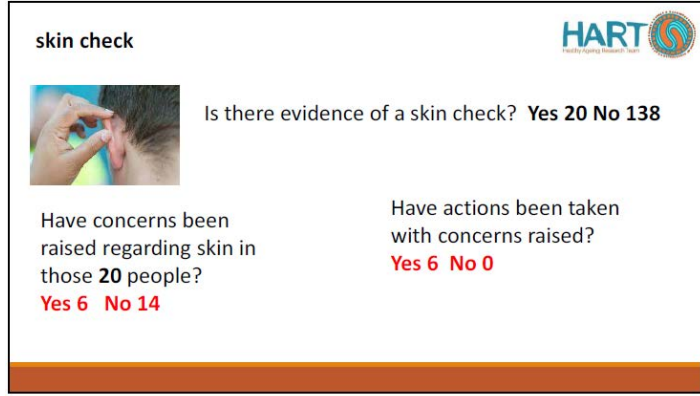 skin check
HART
Healthy Ageing Research Team
Is there evidence of a skin check? Yes 20 No 138
Have concerns been
raised regarding skin in
those 20 people?
Yes 6 No 14
Have actions been taken
with concerns raised?
Yes 6 No 0